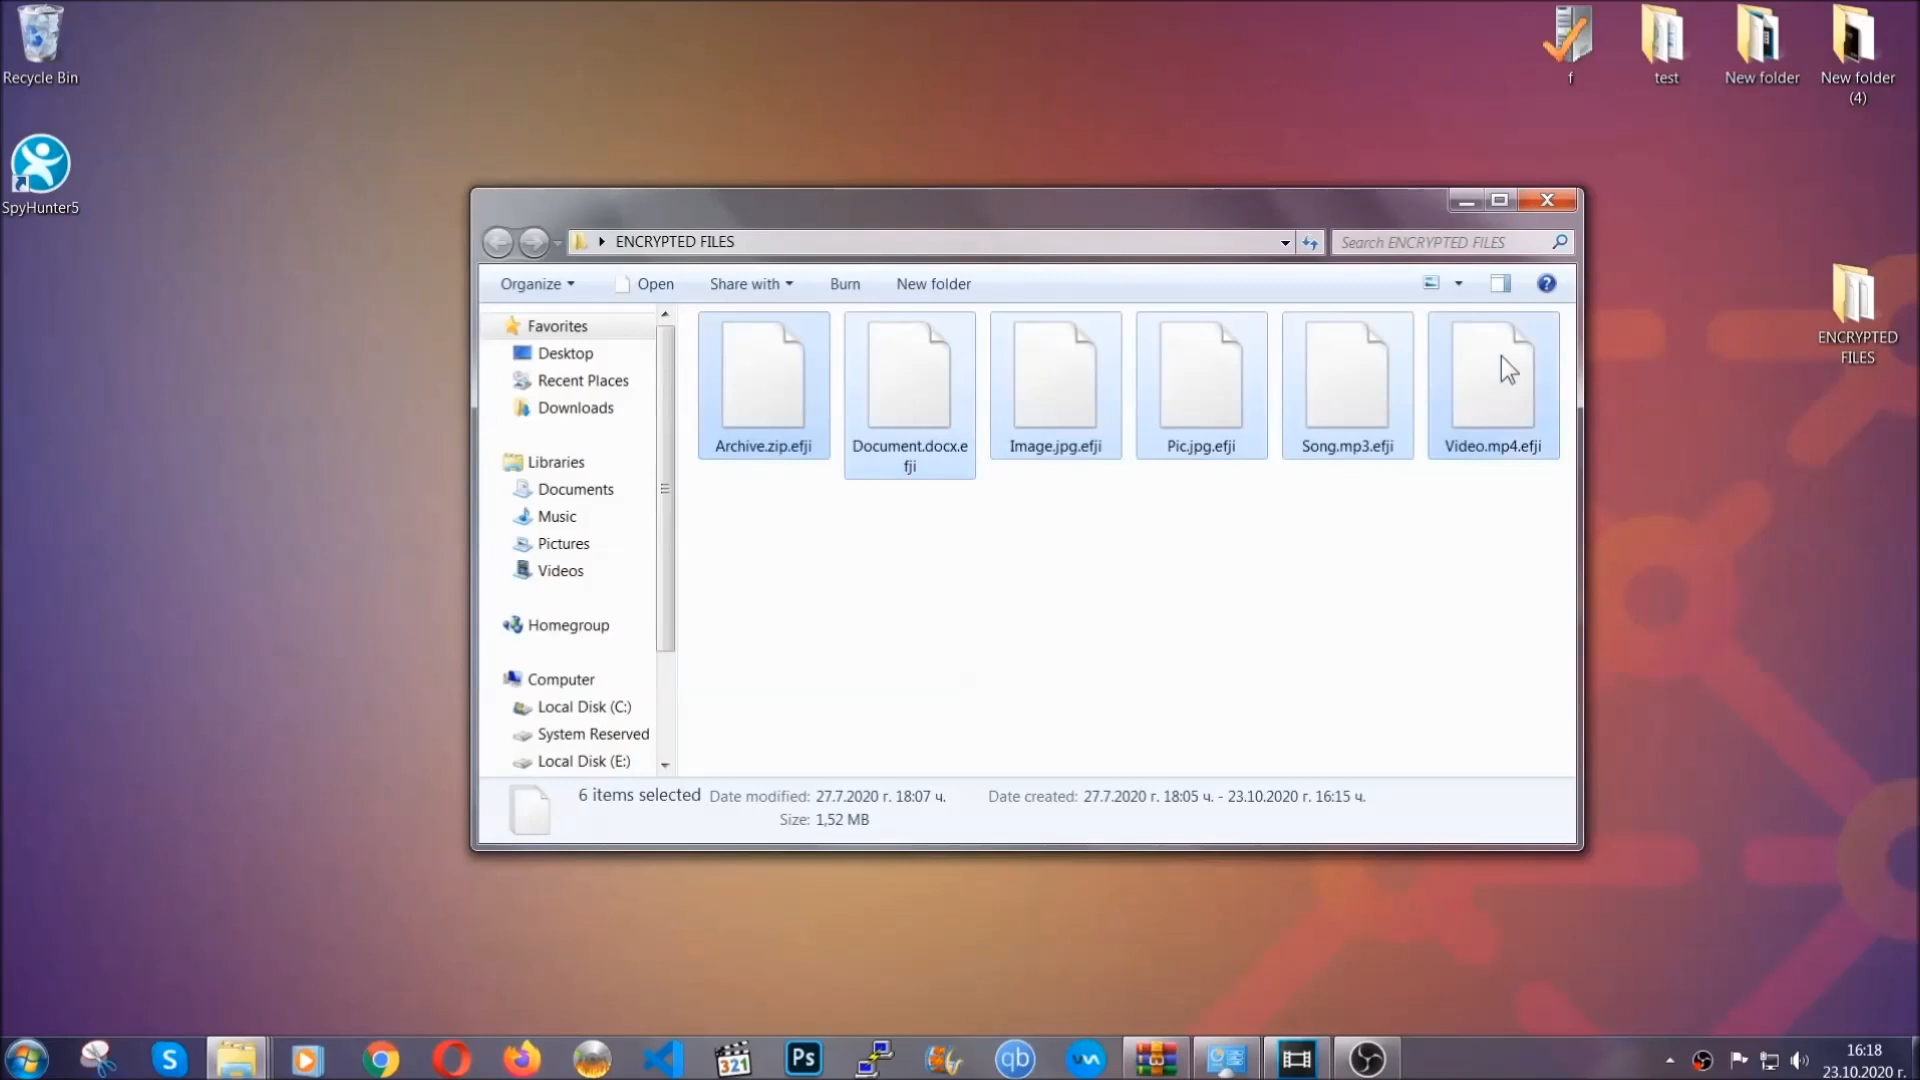 Recycle Bin
SpyHunter5
f
test
New folder
New folder
(4)
ENCRYPTED
FILES
ENCRYPTED FILES
Search ENCRYPTED FILES
Organize
Open
Share with
Burn
New folder
Favorites
Desktop
Recent Places
Downloads
Libraries
Documents
Music
Pictures
Videos
Homegroup
Computer
Local Disk (C:)
System Reserved
Local Disk (E:)
Archive.zip.efji
Document.docx.e
fji
Image.jpg.efji
Pic.jpg.efji
Song.mp3.efji
Video.mp4.efji
6 items selected Date modified: 27.7.2020 г. 18:07 ч. Date created: 27.7.2020 г. 18:05 ч. - 23.10.2020 г. 16:15 ч.
Size: 1,52 MB
S
321
Ps
qb
16:18
23.10.2020 г.